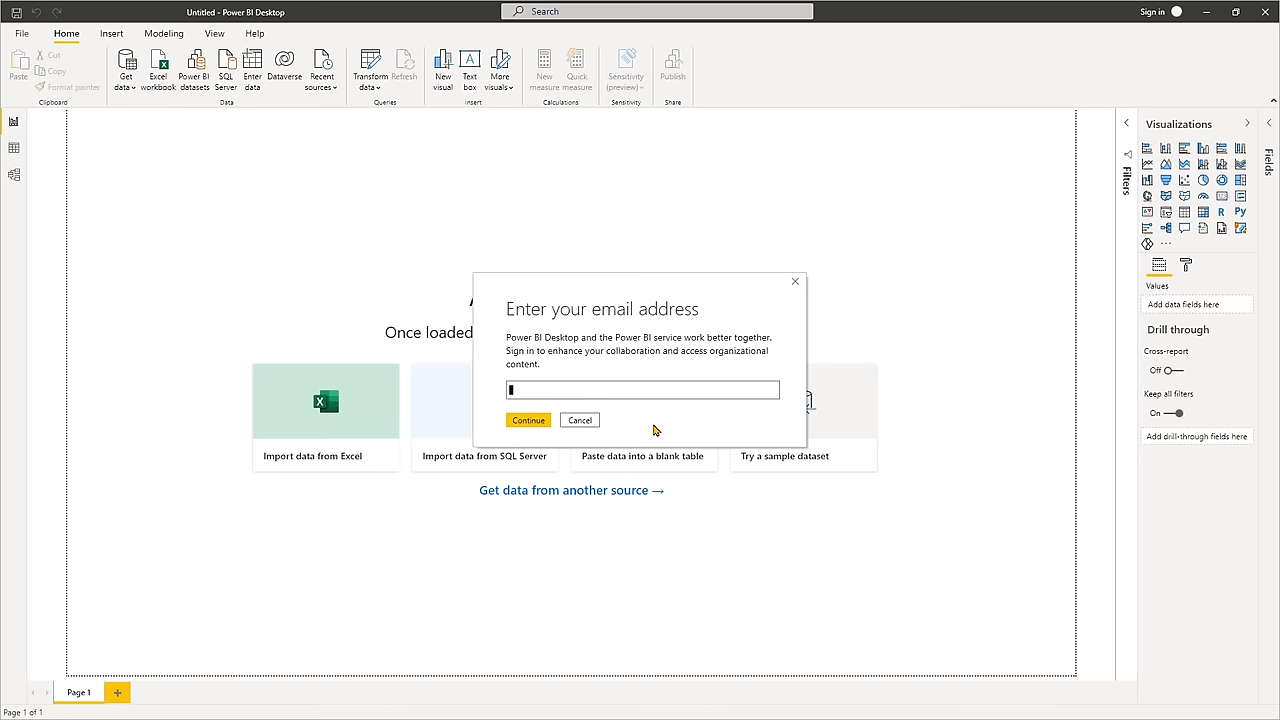 Untitled - Power BI Desktop
Search
Sign in
File Home Insert Modeling View Help
Paste
Cut
Copy
Format painter
Clipboard
Get data
Excel workbook
Power BI datasets
SQL Server
Enter data
Dataverse
Recent sources
Data
Transform data
Refresh
Queries
New visual
Text box
More visuals
Insert
New measure
Quick measure
Calculations
Sensitivity (preview)
Sensitivity
Publish
Share
Filters
Visualizations
Fields
R Py
Values
Add data fields here
Drill through
Cross-report
Off
Keep all filters
On
Add drill-through fields here
Once loaded
Enter your email address
Power BI Desktop and the Power BI service work better together.
Sign in to enhance your collaboration and access organizational
content.
Continue Cancel
Import data from Excel
Import data from SQL Server
Paste data into a blank table
Try a sample dataset
Get data from another source →
Page 1
Page 1 of 1